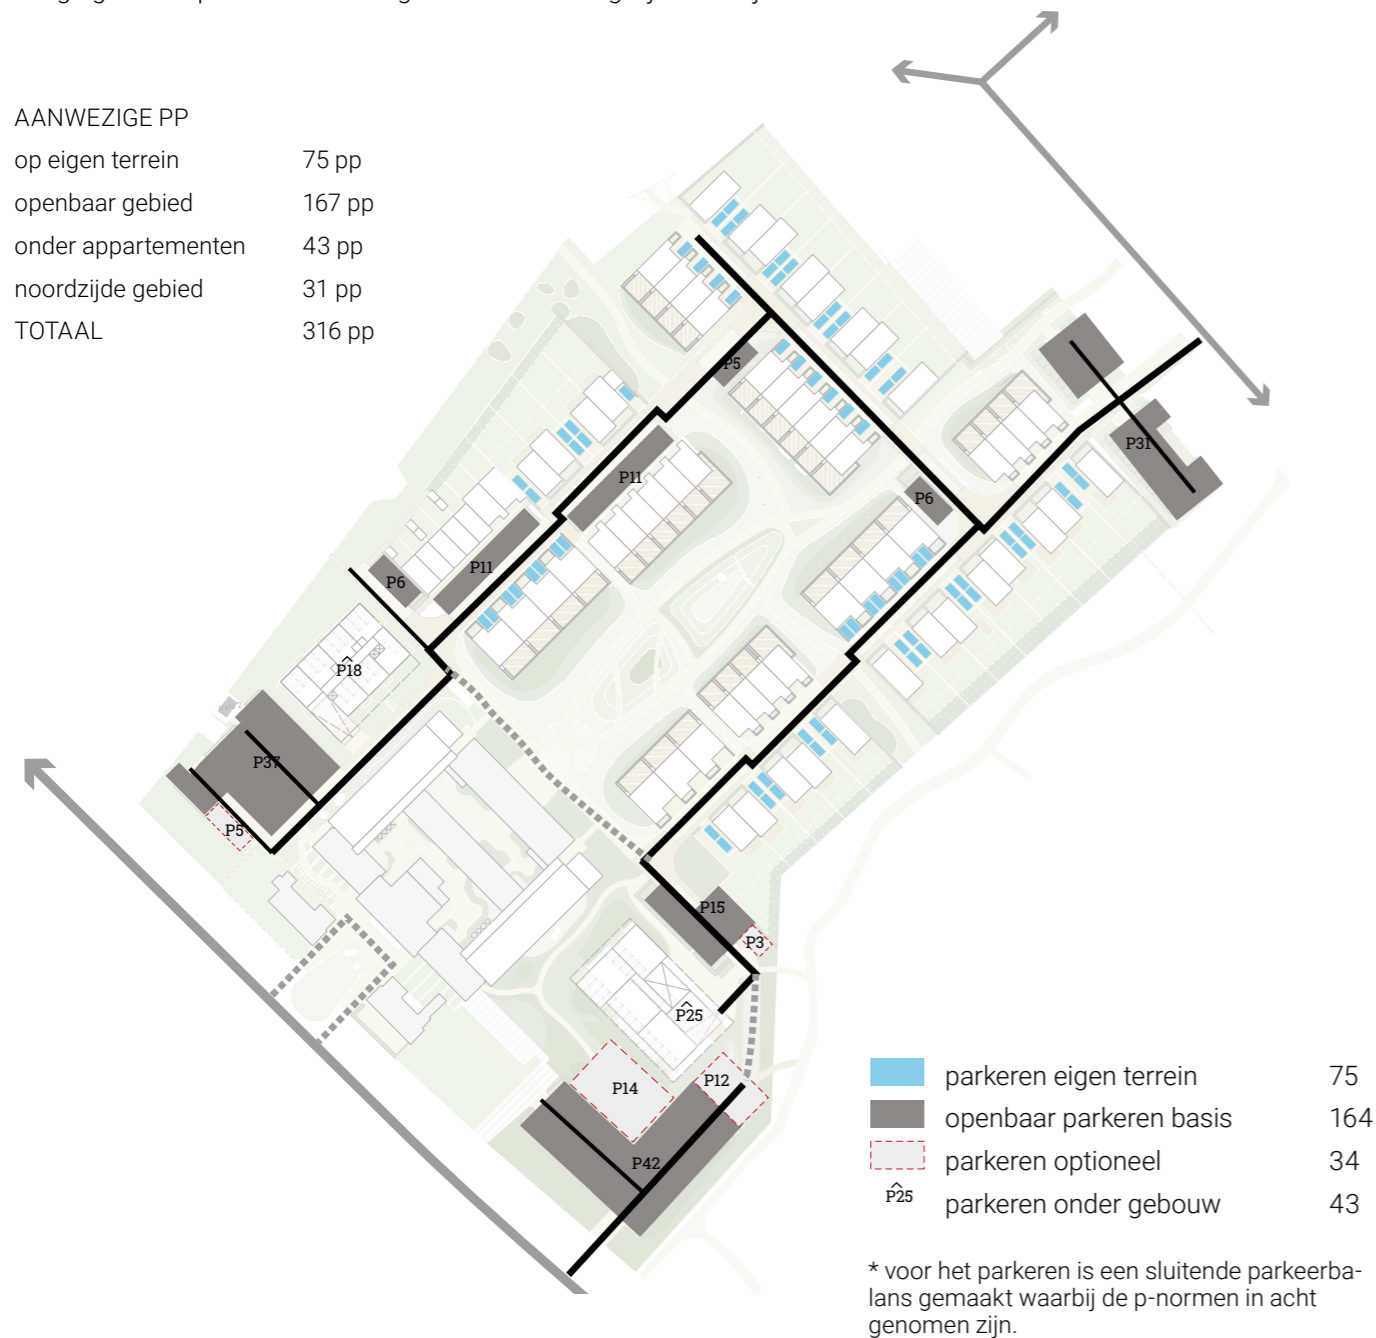 AANWEZIGE PP
op eigen terrein 75 pp
openbaar gebied 167 pp
onder appartementen 43 pp
noordzijde gebied 31 pp
TOTAAL 316 pp
P5
P31
P11
P6
P11
P6
P18
P37
P5
P15
P3
P25
P14
P12
P42
parkeren eigen terrein 75
openbaar parkeren basis 164
parkeren optioneel 34
P25 parkeren onder gebouw 43
* voor het parkeren is een sluitende parkeerba-
lans gemaakt waarbij de p-normen in acht
genomen zijn.